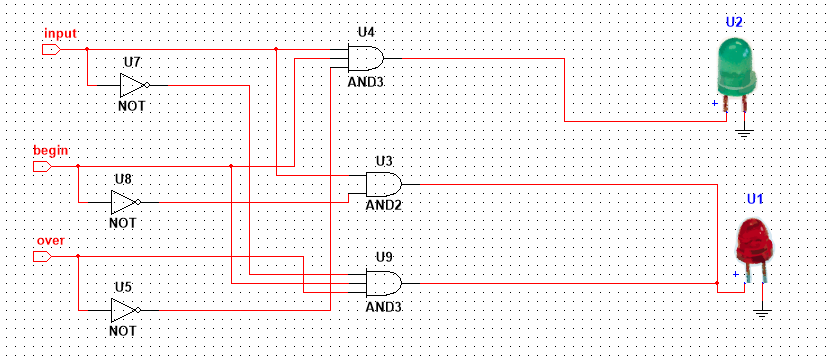 input
U7
NOT
U4
AND3
U2
+
begin
U8
NOT
U3
AND2
U1
+
over
U5
NOT
U9
AND3